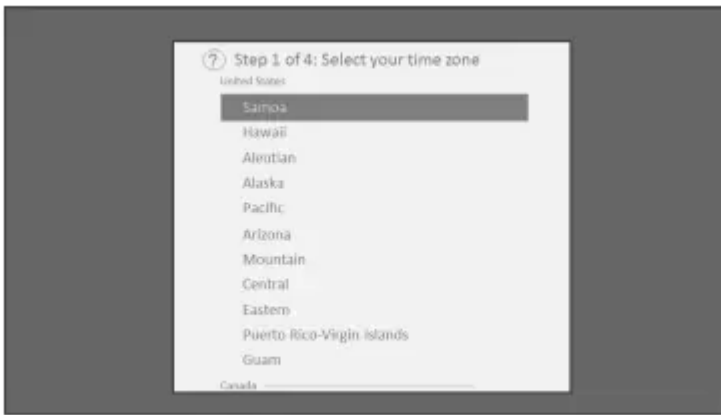 ? Step 1 of 4: Select your time zone
United States
Samoa
Hawaii
Aleutian
Alaska
Pacific
Arizona
Mountain
Central
Eastern
Puerto Rico-Virgin Islands
Guam
Canada